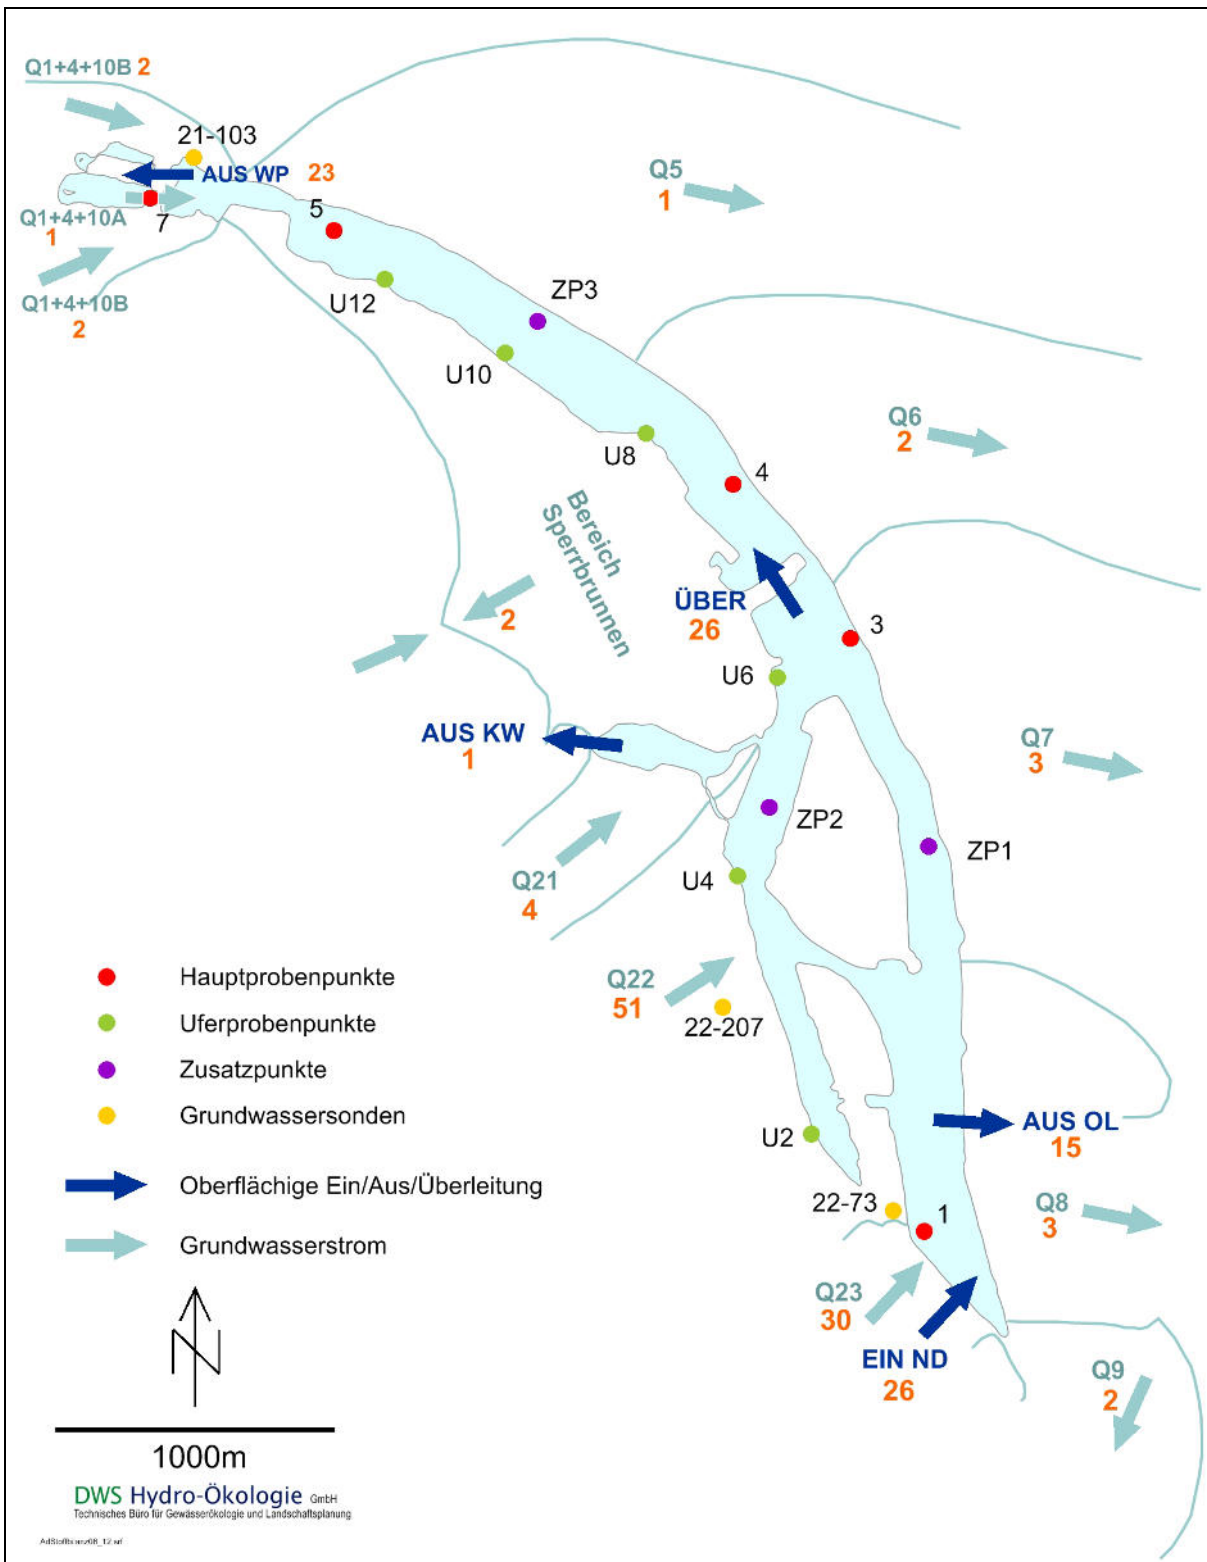 Q1+4+10B 2
21-103
AUS WP 23
Q5
1
Q1+4+10A
1
7
5
Q1+4+10B
2
U12
ZP3
U10
Q6
2
U8
4
Bereich
Sperrbrunnen
ÜBER
26
2
3
U6
AUS KW
1
Q7
3
ZP2
ZP1
Q21
4
U4
Q22
51
22-207
Hauptprobenpunkte
Uferprobenpunkte
Zusatzpunkte
Grundwassersonden
Oberflächige Ein/Aus/Überleitung
Grundwasserstrom
U2
AUS OL
15
22-73
1
Q8
3
Q23
30
EIN ND
26
Q9
2
N
1000m
DWS Hydro-Ökologie GmbH
Technisches Büro für Gewässerökologie und Landschaftsplanung